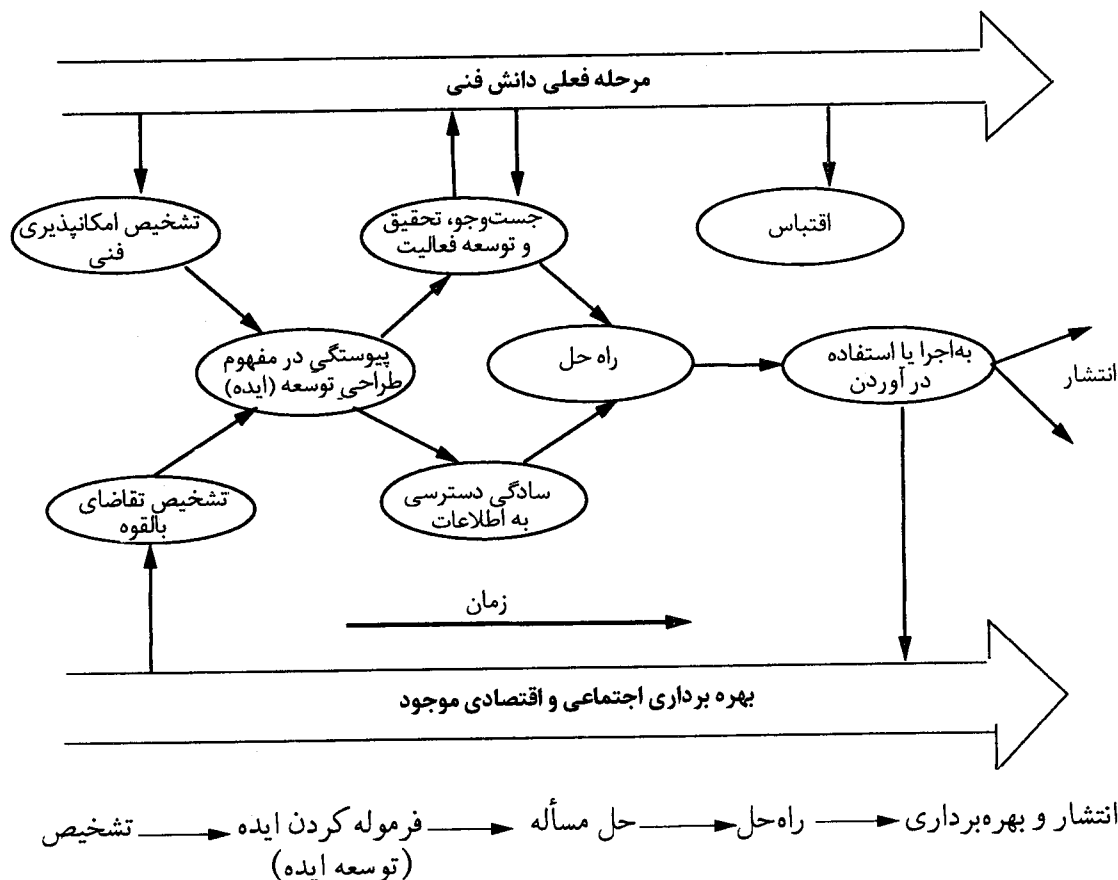 مرحله فعلی دانش فنی
تشخیص امکانپذیری
فنی
جست‌وجو، تحقیق
و توسعه فعالیت
اقتباس
پیوستگی در مفهوم
طراحی توسعه (ایده)
راه حل
به‌اجرا یا استفاده
در آوردن
انتشار
تشخیص تقاضای
بالقوه
سادگی دسترسی
به اطلاعات
زمان
بهره برداری اجتماعی و اقتصادی موجود
تشخیص
فرموله کردن ایده
(توسعه ایده)
حل مسأله
راه‌حل
انتشار و بهره‌برداری